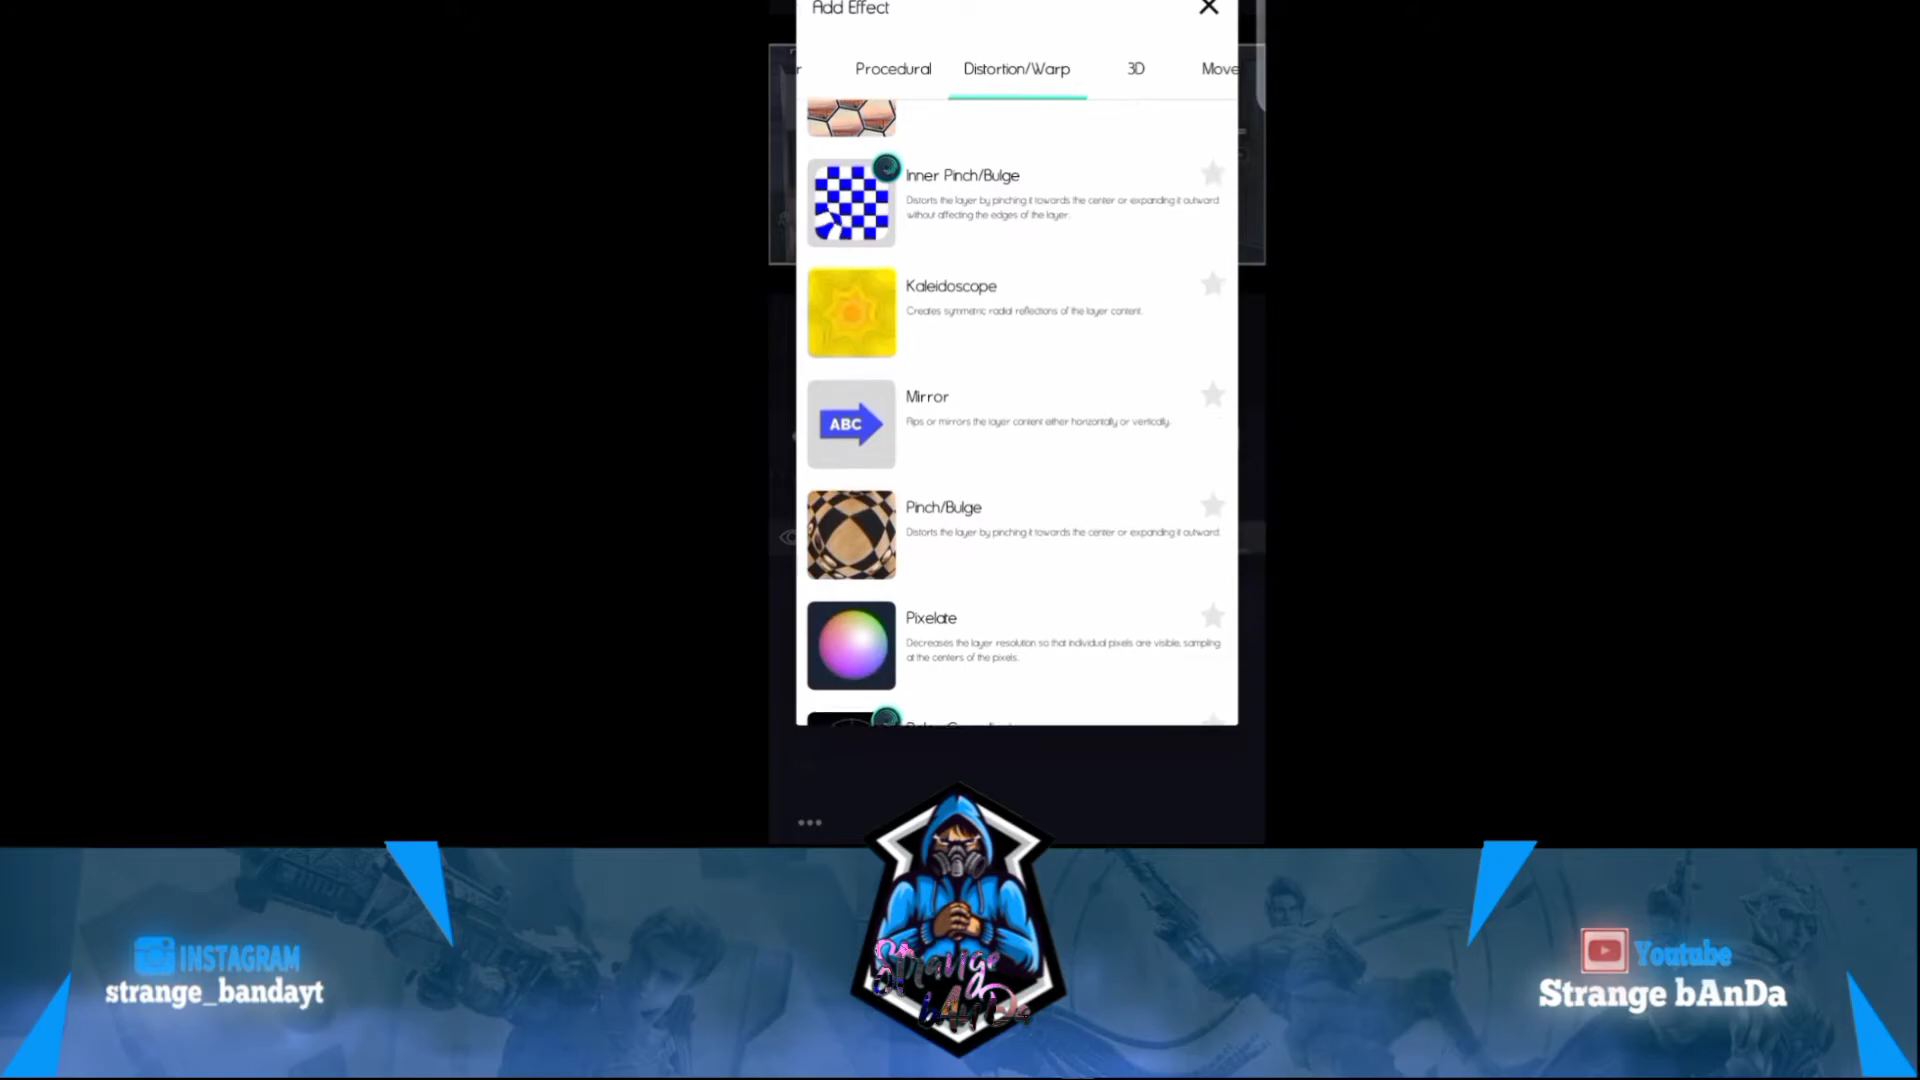 Add Effect
Procedural
Distortion/Warp
3D
Move
Inner Pinch/Bulge
Distorts the layer by pinching it towards the center or expanding it outward
without affecting the edges of the layer.
Kaleidoscope
Creates symmetric radial reflections of the layer content.
Mirror
ABC
Flips or mirrors the layer content either horizontally or vertically.
Pinch/Bulge
Distorts the layer by pinching it towards the center or expanding it outward.
Pixelate
Decreases the layer resolution so that individual pixels are visible, sampling
at the centers of the pixels.
INSTAGRAM
strange_bandayt
Strange
bAnDa
Youtube
Strange bAnDa